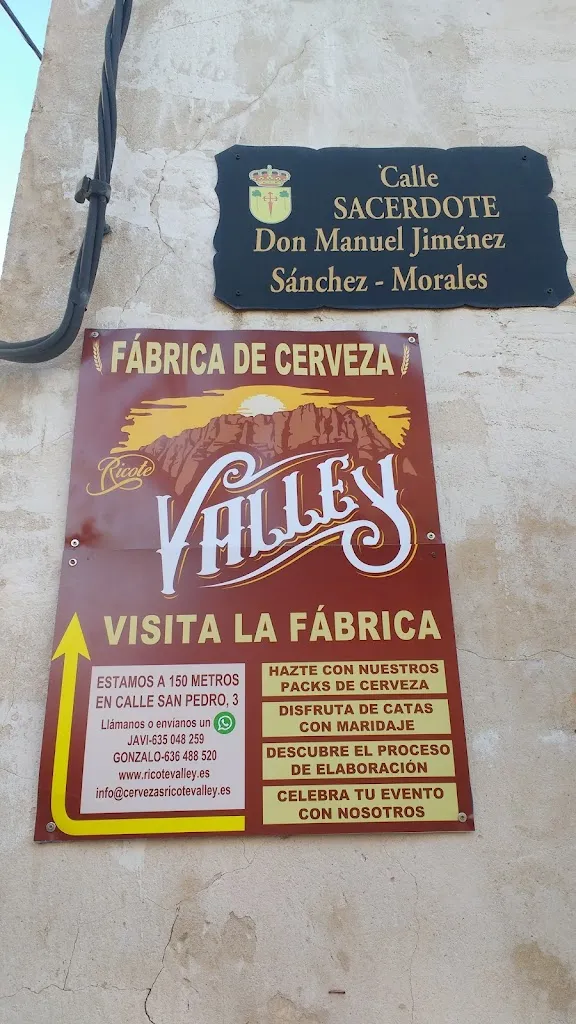 Calle
SACERDOTE
Don Manuel Jiménez
Sánchez - Morales
FÁBRICA DE CERVEZA
Ricote
VALLEY
VISITA LA FÁBRICA
ESTAMOS A 150 METROS
EN CALLE SAN PEDRO, 3
Llámanos o envíanos un
JAVI-635 048 259
GONZALO-636 488 520
www.ricotevalley.es
info@cervezasricotevalley.es
HAZTE CON NUESTROS
PACKS DE CERVEZA
DISFRUTA DE CATAS
CON MARIDAJE
DESCUBRE EL PROCESO
DE ELABORACIÓN
CELEBRA TU EVENTO
CON NOSOTROS